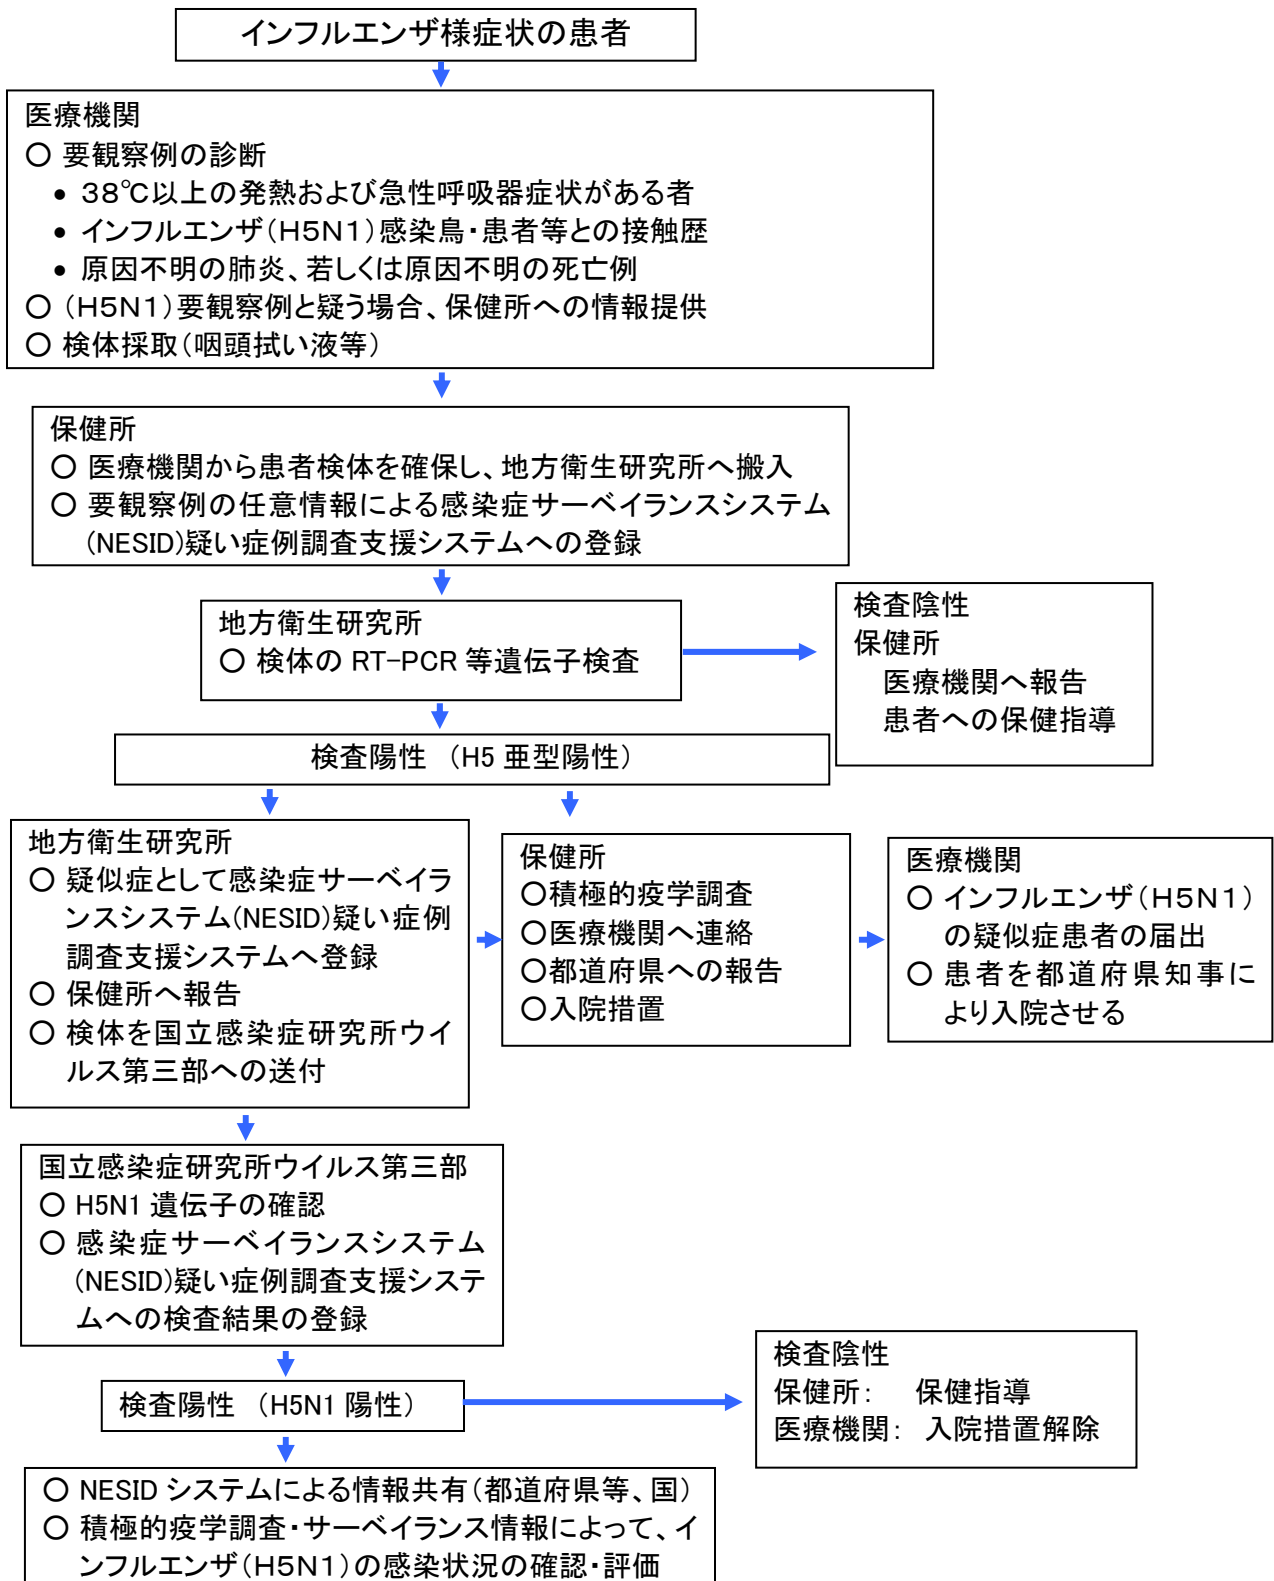 インフルエンザ様症状の患者
医療機関
○ 要観察例の診断
• 38℃以上の発熱および急性呼吸器症状がある者
• インフルエンザ(H5N1)感染鳥・患者等との接触歴
• 原因不明の肺炎、若しくは原因不明の死亡例
○ (H5N1)要観察例と疑う場合、保健所への情報提供
○ 検体採取(咽頭拭い液等)
保健所
○ 医療機関から患者検体を確保し、地方衛生研究所へ搬入
○ 要観察例の任意情報による感染症サーベイランスシステム
(NESID)疑い症例調査支援システムへの登録
地方衛生研究所
○ 検体の RT-PCR 等遺伝子検査
検査陰性
保健所
医療機関へ報告
患者への保健指導
検査陽性 (H5 亜型陽性)
地方衛生研究所
○ 疑似症として感染症サーベイラ
ンスシステム(NESID)疑い症例
調査支援システムへ登録
○ 保健所へ報告
○ 検体を国立感染症研究所ウイ
ルス第三部への送付
保健所
○積極的疫学調査
○医療機関へ連絡
○都道府県への報告
○入院措置
医療機関
○ インフルエンザ(H5N1)
の疑似症患者の届出
○ 患者を都道府県知事に
より入院させる
国立感染症研究所ウイルス第三部
○ H5N1 遺伝子の確認
○ 感染症サーベイランスシステム
(NESID)疑い症例調査支援システ
ムへの検査結果の登録
検査陽性 (H5N1 陽性)
検査陰性
保健所: 保健指導
医療機関: 入院措置解除
○ NESID システムによる情報共有(都道府県等、国)
○ 積極的疫学調査・サーベイランス情報によって、イ
ンフルエンザ(H5N1)の感染状況の確認・評価